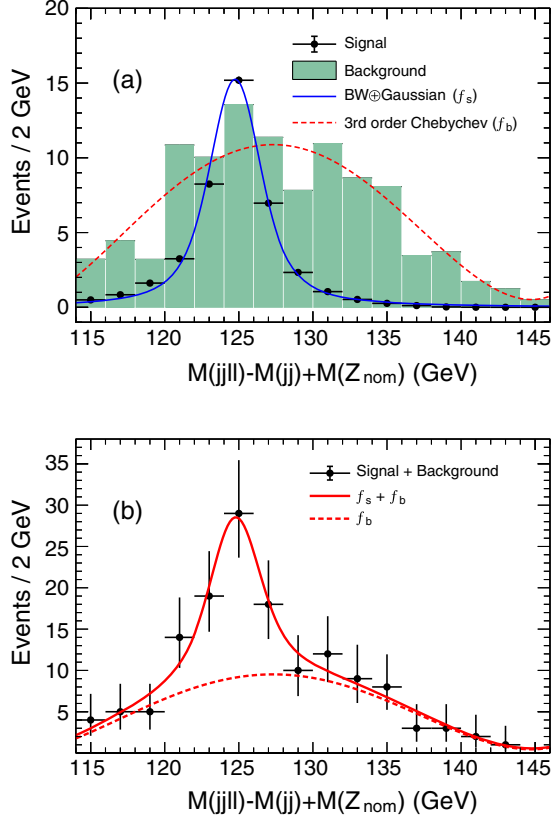 20
15
10
5
0
Events / 2 GeV
(a)
Signal
Background
BW⊕Gaussian (fs)
3rd order Chebychev (fb)
115 120 125 130 135 140 145
M(jjll)-M(jj)+M(Znom) (GeV)
35
30
25
20
15
10
5
Events / 2 GeV
(b)
Signal + Background
fs + fb
fb
115 120 125 130 135 140 145
M(jjll)-M(jj)+M(Znom) (GeV)